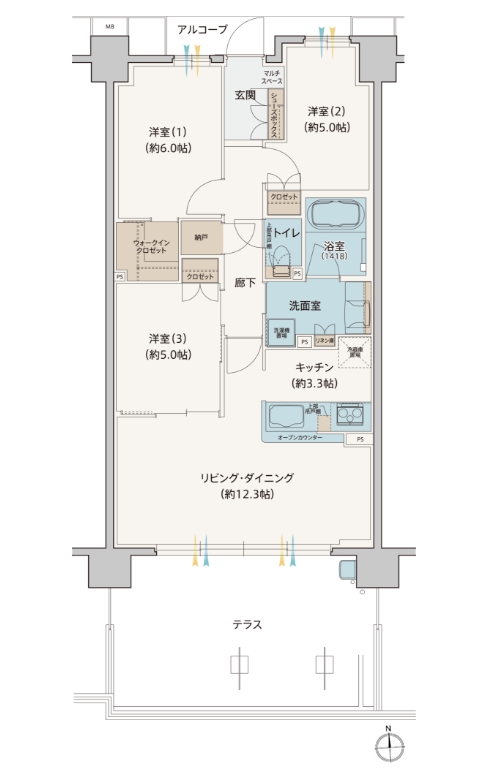 MB
アルコーブ
マルチ
スペース
玄関
シューズボックス
洋室(1)
(約6.0帖)
洋室(2)
(約5.0帖)
クロゼット
ウォークイン
クロゼット
納戸
上部吊戸棚
トイレ
浴室
(1418)
PS
PS
クロゼット
廊下
洗面室
洗濯機
置場
PS
リネン庫
冷蔵庫
置場
洋室(3)
(約5.0帖)
キッチン
(約3.3帖)
上部
吊戸棚
オープンカウンター
PS
リビング・ダイニング
(約12.3帖)
テラス
N